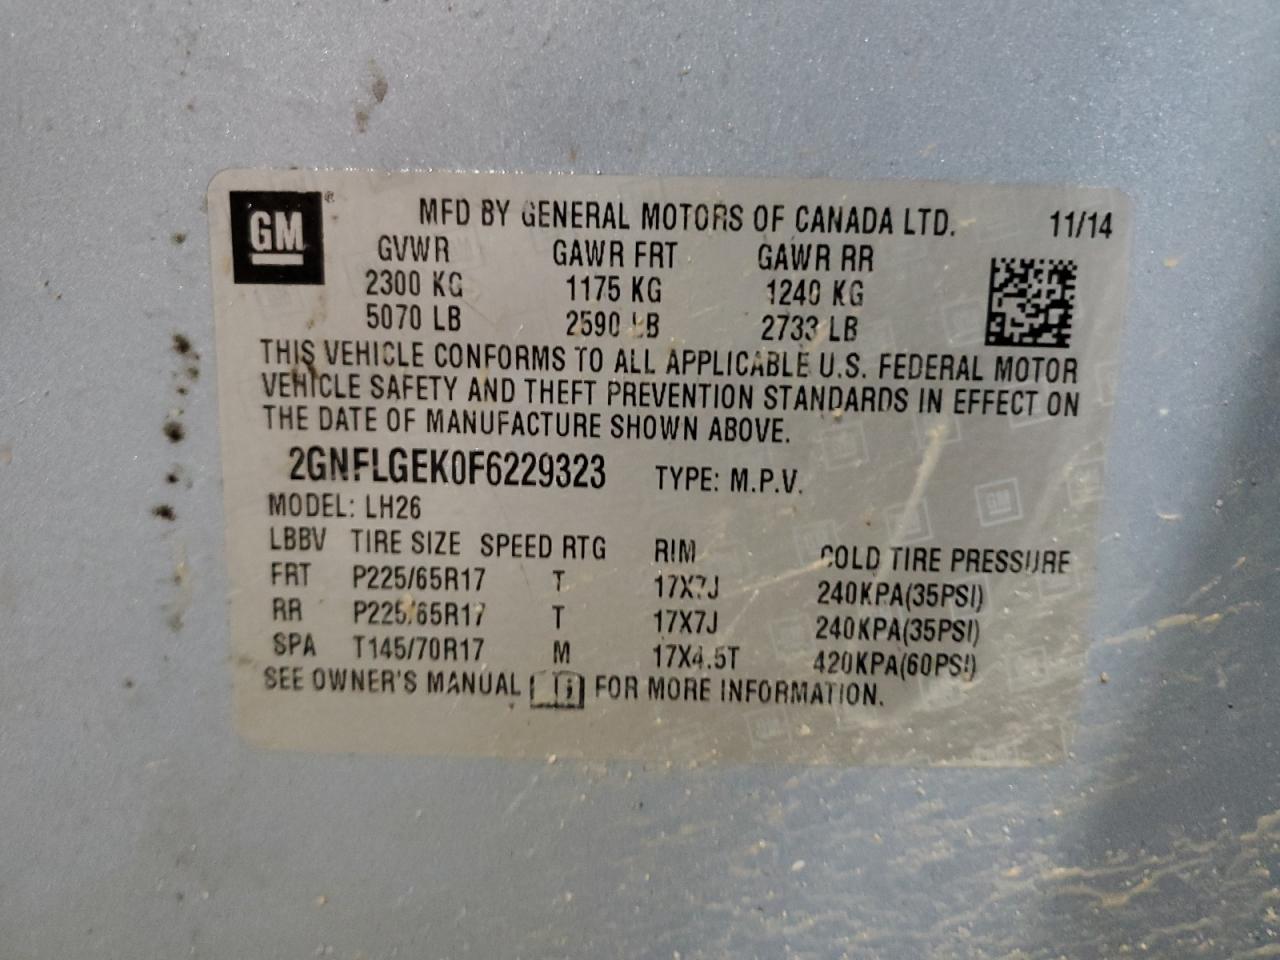 GM ® MFD BY GENERAL MOTORS OF CANADA LTD. 11/14
GVWR GAWR FRT GAWR RR
2300 KG 1175 KG 1240 KG
5070 LB 2590 LB 2733 LB
THIS VEHICLE CONFORMS TO ALL APPLICABLE U.S. FEDERAL MOTOR
VEHICLE SAFETY AND THEFT PREVENTION STANDARDS IN EFFECT ON
THE DATE OF MANUFACTURE SHOWN ABOVE.
2GNFLGEK0F6229323 TYPE: M.P.V.
MODEL: LH26
LBBV TIRE SIZE SPEED RTG RIM COLD TIRE PRESSURE
FRT P225/65R17 T 17X7J 240KPA(35PSI)
RR P225/65R17 T 17X7J 240KPA(35PSI)
SPA T145/70R17 M 17X4.5T 420KPA(60PSI)
SEE OWNER'S MANUAL i FOR MORE INFORMATION.